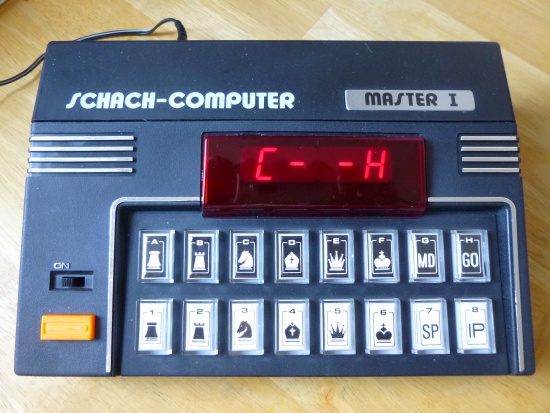 SCHACH-COMPUTER
MASTER I
C- -H
ON
A B C D E F G H
MD GO
1 2 3 4 5 6 7 8
SP IP